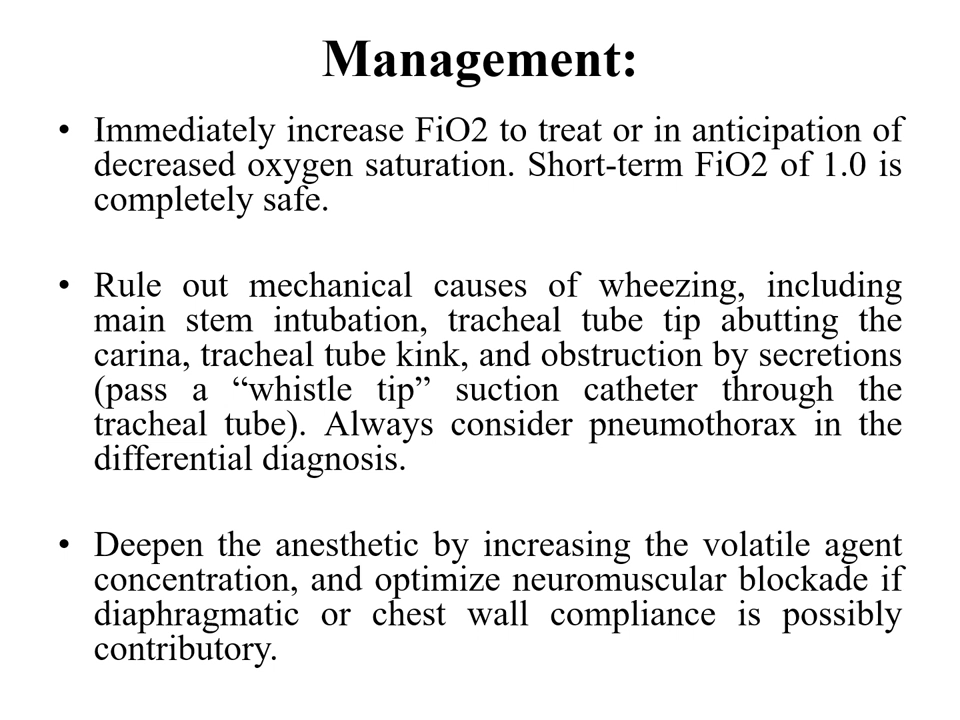 Management:
• Immediately increase FiO2 to treat or in anticipation of
decreased oxygen saturation. Short-term FiO2 of 1.0 is
completely safe.
• Rule out mechanical causes of wheezing, including
main stem intubation, tracheal tube tip abutting the
carina, tracheal tube kink, and obstruction by secretions
(pass a “whistle tip” suction catheter through the
tracheal tube). Always consider pneumothorax in the
differential diagnosis.
• Deepen the anesthetic by increasing the volatile agent
concentration, and optimize neuromuscular blockade if
diaphragmatic or chest wall compliance is possibly
contributory.